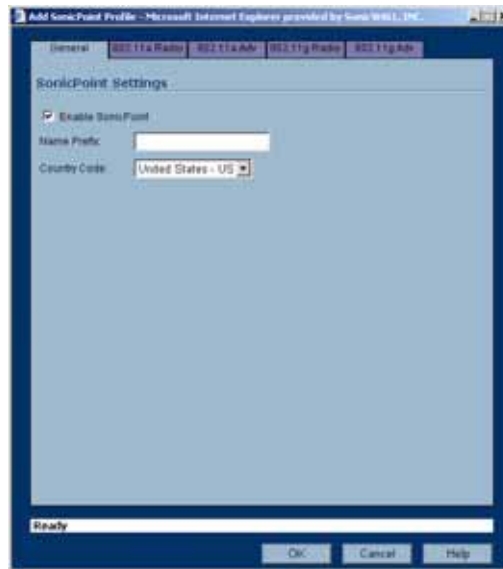 Add SonicPoint Profile - Microsoft Internet Explorer provided by SonicWALL, INC.
General 802.11a Radio 802.11a Adv 802.11g Radio 802.11g Adv
SonicPoint Settings
Enable SonicPoint
Name Prefix:
Country Code: United States - US
Ready
OK Cancel Help